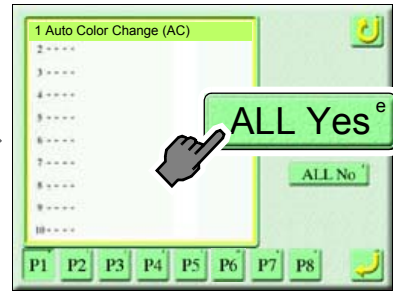 1 Auto Color Change (AC)
2 ----
3 ----
4 ----
5 ----
6 ----
7 ----
8 ----
9 ----
10 ----
ALL Yes e
ALL No
P1 P2 P3 P4 P5 P6 P7 P8